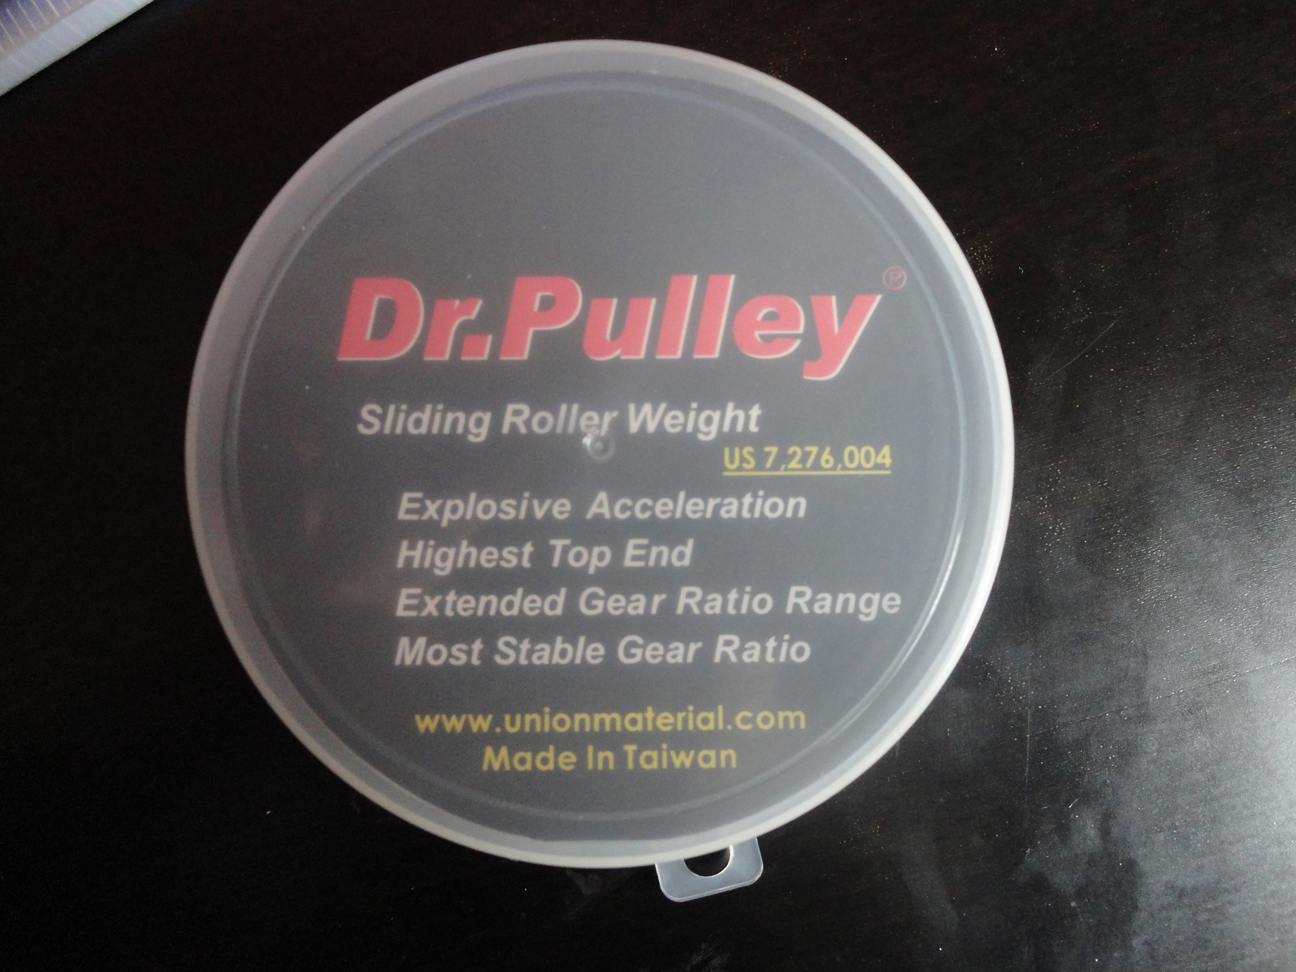 Dr.Pulley®
Sliding Roller Weight
US 7,276,004
Explosive Acceleration
Highest Top End
Extended Gear Ratio Range
Most Stable Gear Ratio
www.unionmaterial.com
Made In Taiwan